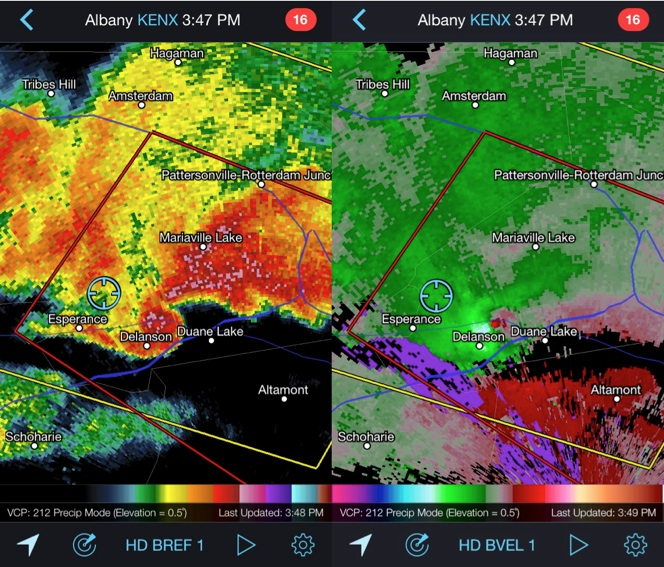 Albany KENX 3:47 PM
16
Hagaman
Tribes Hill
Amsterdam
Pattersonville-Rotterdam Junc
Mariaville Lake
Esperance
Delanson
Duane Lake
Altamont
Schoharie
VCP: 212 Precip Mode (Elevation = 0.5°)
Last Updated: 3:48 PM
HD BREF 1
Albany KENX 3:47 PM
16
Hagaman
Tribes Hill
Amsterdam
Pattersonville-Rotterdam Junc
Mariaville Lake
Esperance
Delanson
Duane Lake
Altamont
Schoharie
VCP: 212 Precip Mode (Elevation = 0.5°)
Last Updated: 3:49 PM
HD BVEL 1